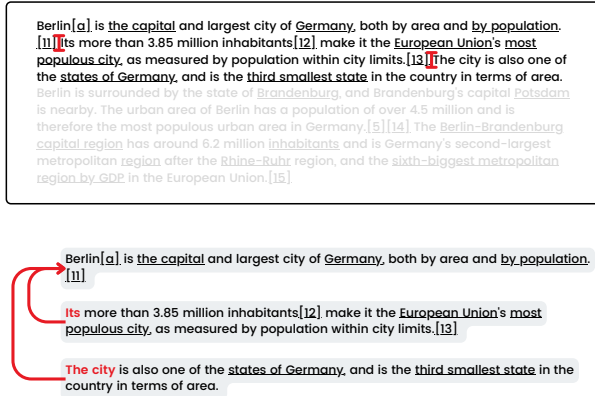 Berlin[a] is the capital and largest city of Germany, both by area and by population.
[11] Its more than 3.85 million inhabitants[12] make it the European Union's most
populous city, as measured by population within city limits.[13] The city is also one of
the states of Germany, and is the third smallest state in the country in terms of area.
Berlin is surrounded by the state of Brandenburg, and Brandenburg's capital Potsdam
is nearby. The urban area of Berlin has a population of over 4.5 million and is
therefore the most populous urban area in Germany.[5][14] The Berlin-Brandenburg
capital region has around 6.2 million inhabitants and is Germany's second-largest
metropolitan region after the Rhine-Ruhr region, and the sixth-biggest metropolitan
region by GDP in the European Union.[15]
Berlin[a] is the capital and largest city of Germany, both by area and by population.
[11]
Its more than 3.85 million inhabitants[12] make it the European Union's most
populous city, as measured by population within city limits.[13]
The city is also one of the states of Germany, and is the third smallest state in the
country in terms of area.